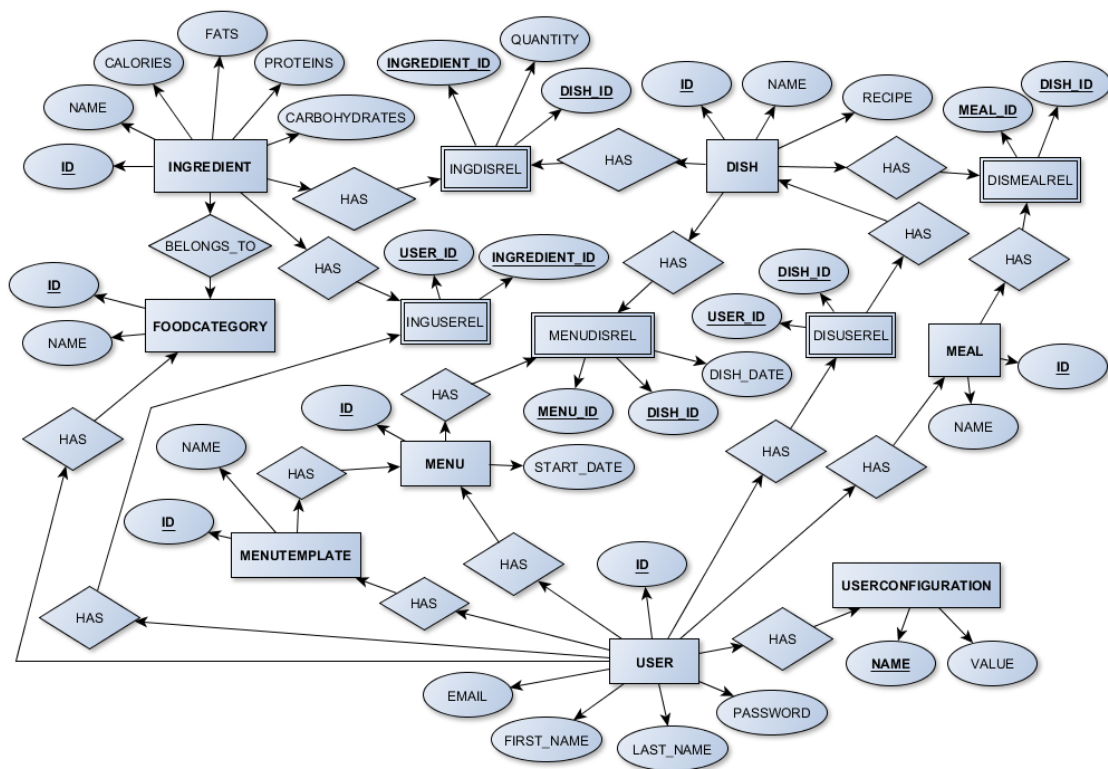 FATS
QUANTITY
CALORIES
PROTEINS
INGREDIENT_ID
DISH_ID
ID
NAME
RECIPE
DISH_ID
MEAL_ID
NAME
CARBOHYDRATES
ID
INGREDIENT
HAS
INGDISREL
HAS
DISH
HAS
DISMEALREL
BELONGS_TO
HAS
USER_ID
INGREDIENT_ID
HAS
DISH_ID
HAS
HAS
ID
FOODCATEGORY
NAME
INGUSEREL
MENUDISREL
USER_ID
DISUSEREL
MEAL
ID
DISH_DATE
HAS
MENU_ID
DISH_ID
NAME
HAS
ID
NAME
HAS
MENU
START_DATE
HAS
HAS
ID
MENUTEMPLATE
HAS
ID
USERCONFIGURATION
HAS
HAS
HAS
USER
NAME
VALUE
EMAIL
PASSWORD
FIRST_NAME
LAST_NAME